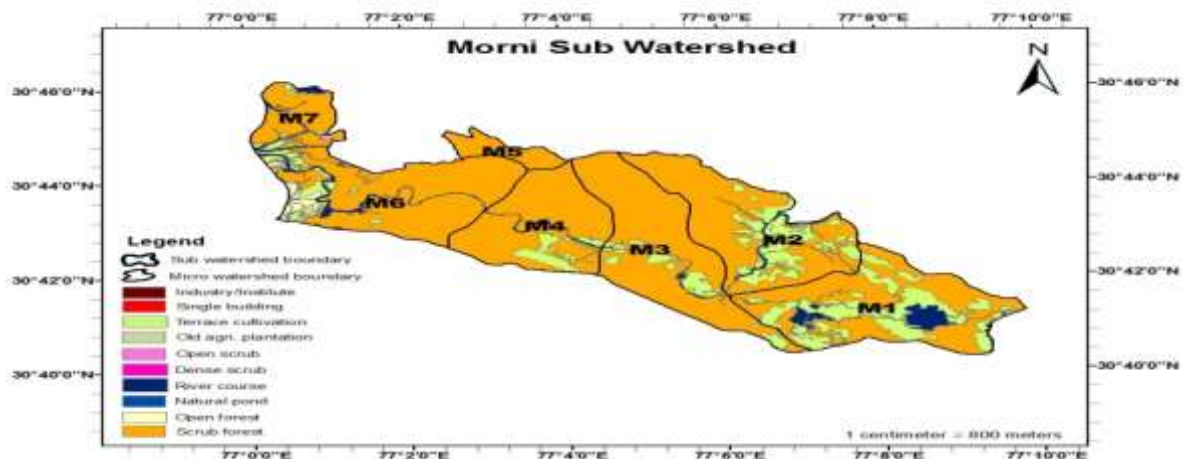 77°0'0"E 77°2'0"E 77°4'0"E 77°6'0"E 77°8'0"E 77°10'0"E
Morni Sub Watershed
N
30°46'0"N 30°46'0"N
M7
M5
30°44'0"N 30°44'0"N
M6
M4
M3
M2
Legend
Sub watershed boundary
Micro watershed boundary
30°42'0"N 30°42'0"N
M1
Industry/Institute
Single building
Terrace cultivation
Old agri. plantation
Open scrub
30°40'0"N 30°40'0"N
Dense scrub
River course
Natural pond
Open forest
Scrub forest
1 centimeter = 800 meters
77°0'0"E 77°2'0"E 77°4'0"E 77°6'0"E 77°8'0"E 77°10'0"E